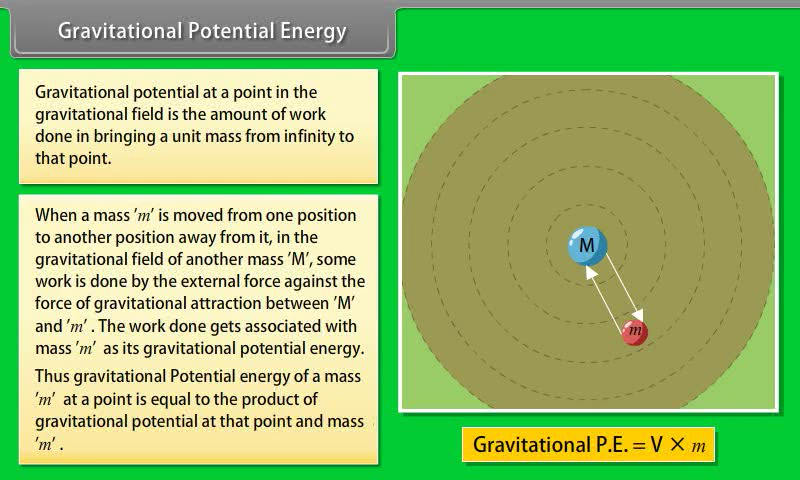 Gravitational Potential Energy
Gravitational potential at a point in the
gravitational field is the amount of work
done in bringing a unit mass from infinity to
that point.
When a mass 'm' is moved from one position
to another position away from it, in the
gravitational field of another mass 'M', some
work is done by the external force against the
force of gravitational attraction between 'M'
and 'm' . The work done gets associated with
mass 'm' as its gravitational potential energy.
Thus gravitational Potential energy of a mass
'm' at a point is equal to the product of
gravitational potential at that point and mass
'm' .
M
m
Gravitational P.E. = V × m